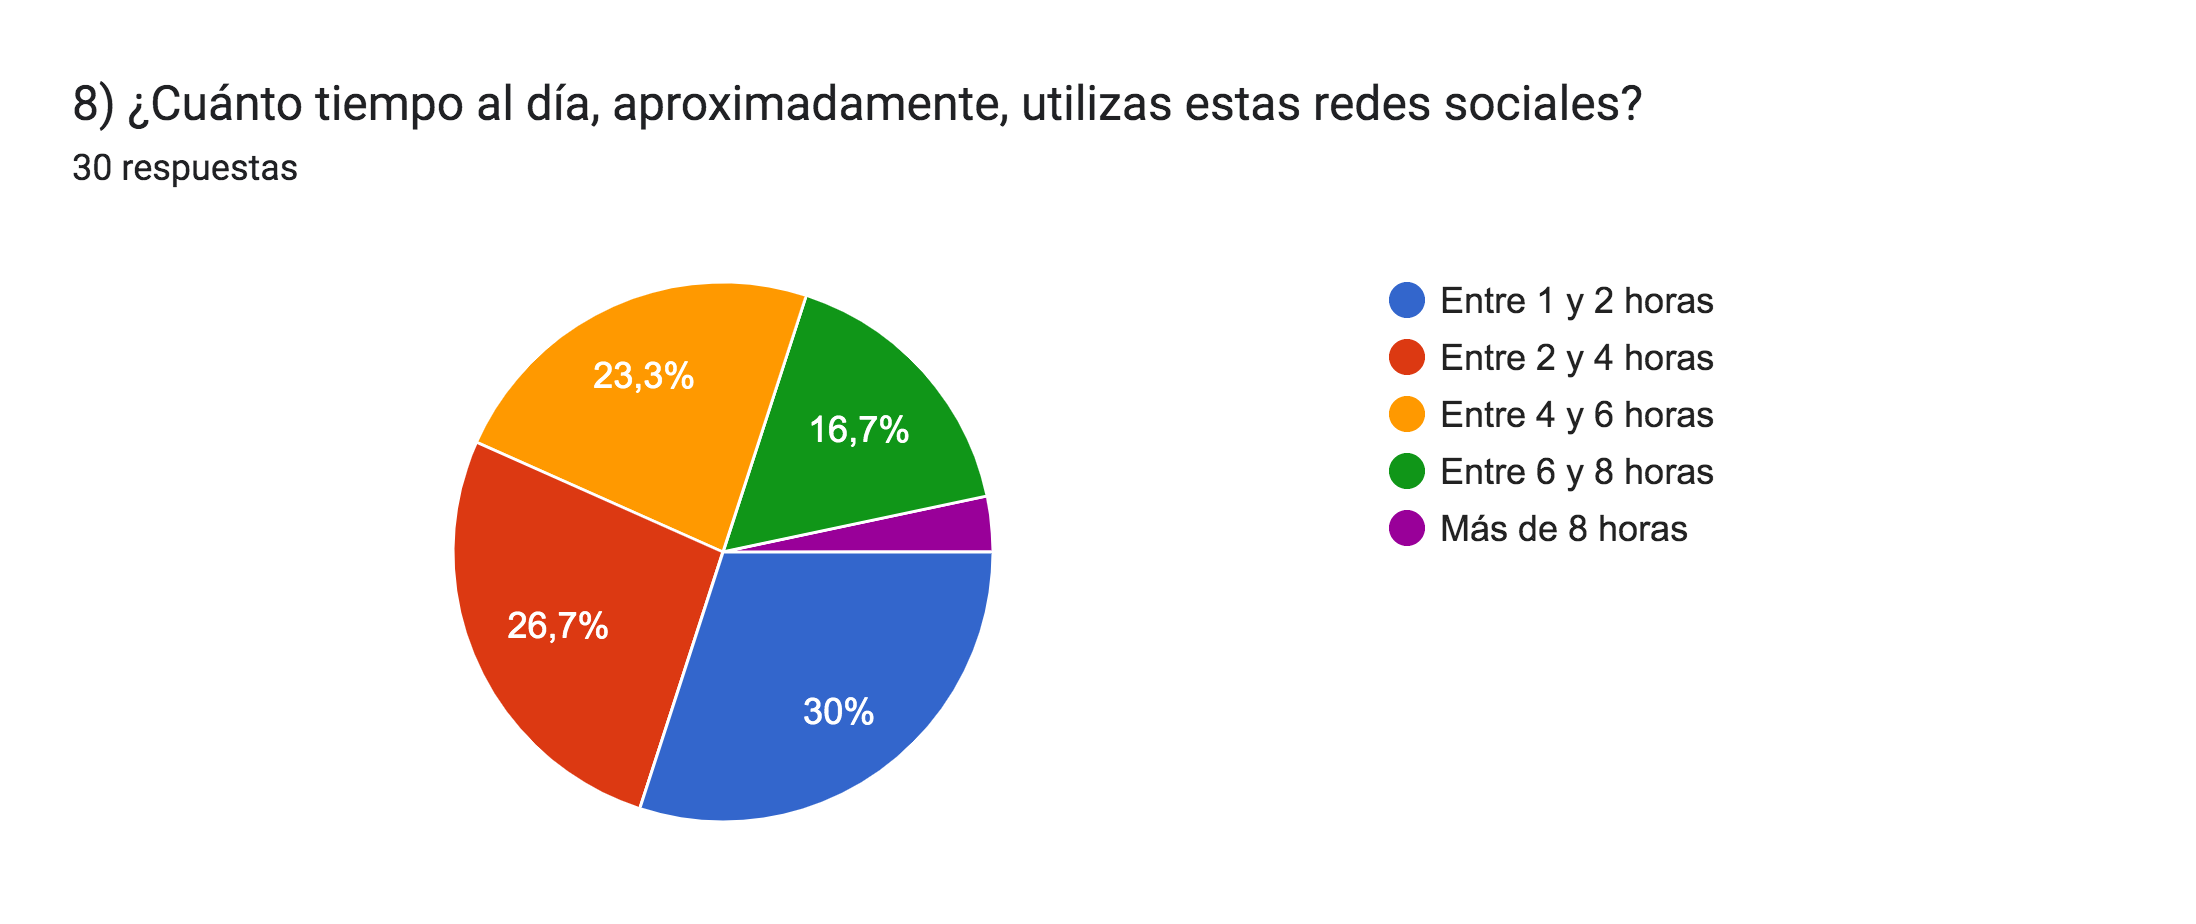 8) ¿Cuánto tiempo al día, aproximadamente, utilizas estas redes sociales?
30 respuestas
23,3%
16,7%
26,7%
30%
Entre 1 y 2 horas
Entre 2 y 4 horas
Entre 4 y 6 horas
Entre 6 y 8 horas
Más de 8 horas